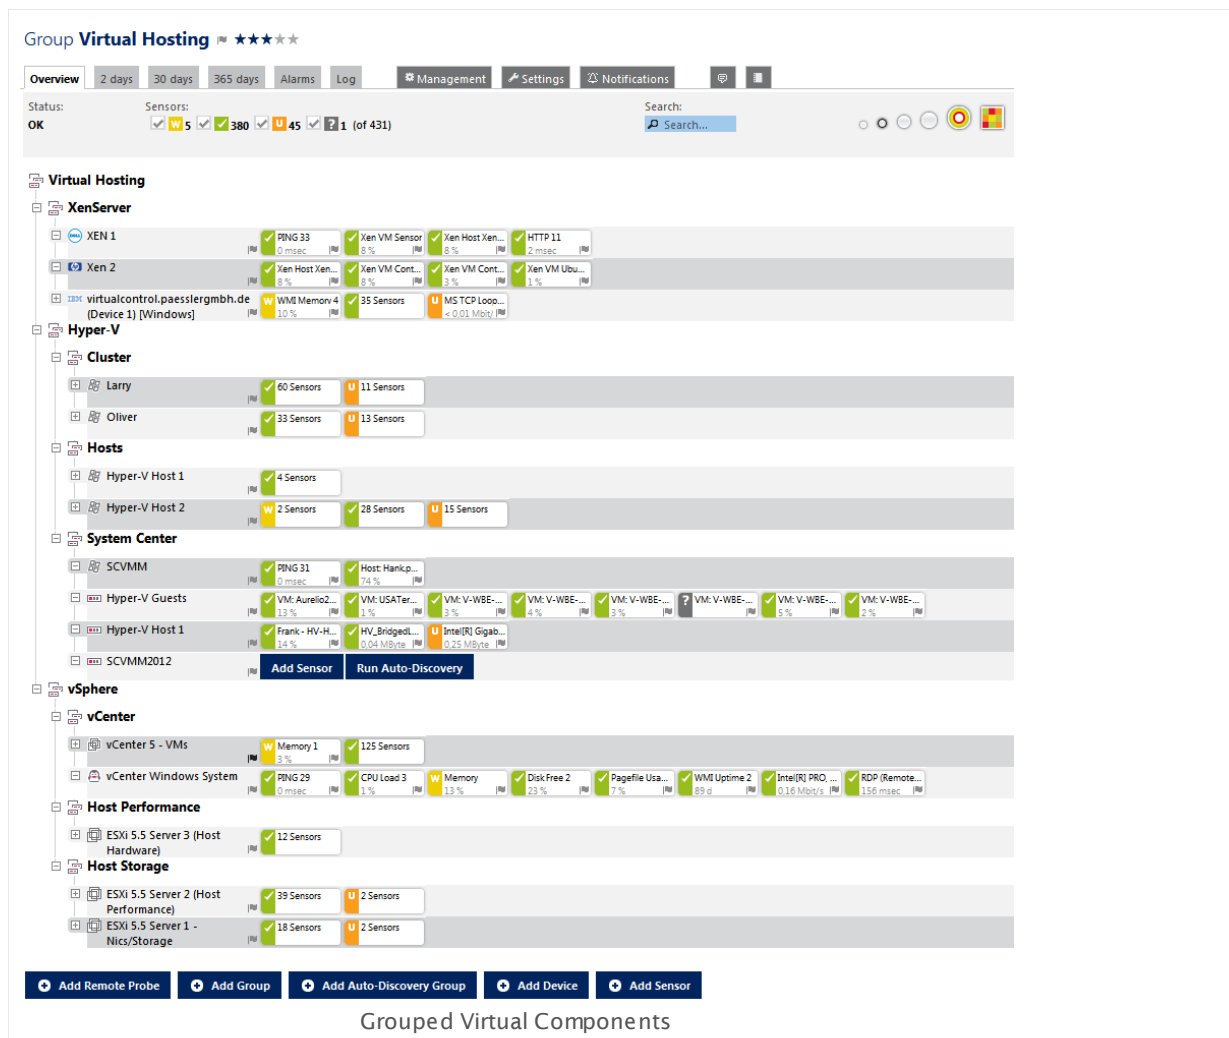 Group Virtual Hosting
Overview 2 days 30 days 365 days Alarms Log Management Settings Notifications
Status: Sensors: Search:
OK W 5 380 U 45 ? 1 (of 431) Search...
Virtual Hosting
XenServer
DELL XEN 1 PING 33 Xen VM Sensor Xen Host Xen... HTTP 11
0 msec 8 % 8 % 2 msec
hp Xen 2 Xen Host Xen... Xen VM Cont... Xen VM Cont... Xen VM Ubu...
8 % 8 % 3 % 1 %
IBM virtualcontrol.paesslergmbh.de W WMI Memory 4 35 Sensors U MS TCP Loop...
(Device 1) [Windows] 10 % < 0,01 Mbit/
Hyper-V
Cluster
Larry 60 Sensors U 11 Sensors
Oliver 33 Sensors U 13 Sensors
Hosts
Hyper-V Host 1 4 Sensors
Hyper-V Host 2 W 2 Sensors 28 Sensors U 15 Sensors
System Center
SCVMM PING 31 Host: Hank.p...
0 msec 74 %
Hyper-V Guests VM: Aurelio2... VM: USATer... VM: V-WBE-... VM: V-WBE-... VM: V-WBE-... ? VM: V-WBE-... VM: V-WBE-... VM: V-WBE-...
13 % 1 % 3 % 4 % 3 % 5 % 2 %
Hyper-V Host 1 Frank - HV-H... HV_BridgedL... U Intel[R] Gigab...
14 % 0,04 MByte 0,25 MByte
SCVMM2012 Add Sensor Run Auto-Discovery
vSphere
vCenter
vCenter 5 - VMs W Memory 1 125 Sensors
3 %
vCenter Windows System PING 29 CPU Load 3 W Memory Disk Free 2 Pagefile Usa... WMI Uptime 2 Intel[R] PRO, ... RDP (Remote...
0 msec 1 % 13 % 23 % 7 % 89 d 0,16 Mbit/s 156 msec
Host Performance
ESXi 5.5 Server 3 (Host 12 Sensors
Hardware)
Host Storage
ESXi 5.5 Server 2 (Host 39 Sensors U 2 Sensors
Performance)
ESXi 5.5 Server 1 - 18 Sensors U 2 Sensors
Nics/Storage
Add Remote Probe Add Group Add Auto-Discovery Group Add Device Add Sensor
Grouped Virtual Components